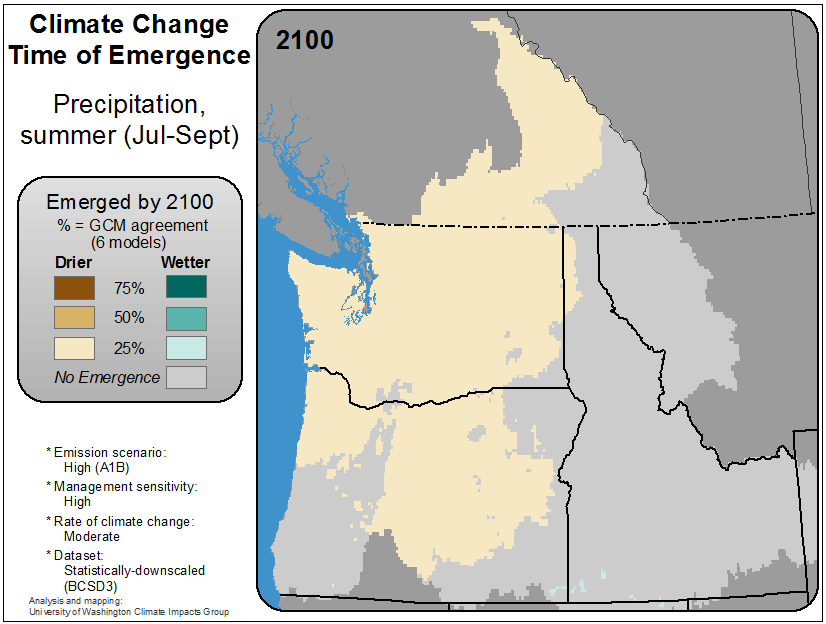 Climate Change
Time of Emergence
Precipitation,
summer (Jul-Sept)
2100
Emerged by 2100
% = GCM agreement
(6 models)
Drier Wetter
75%
50%
25%
No Emergence
* Emission scenario:
High (A1B)
* Management sensitivity:
High
* Rate of climate change:
Moderate
* Dataset:
Statistically-downscaled
(BCSD3)
Analysis and mapping:
University of Washington Climate Impacts Group